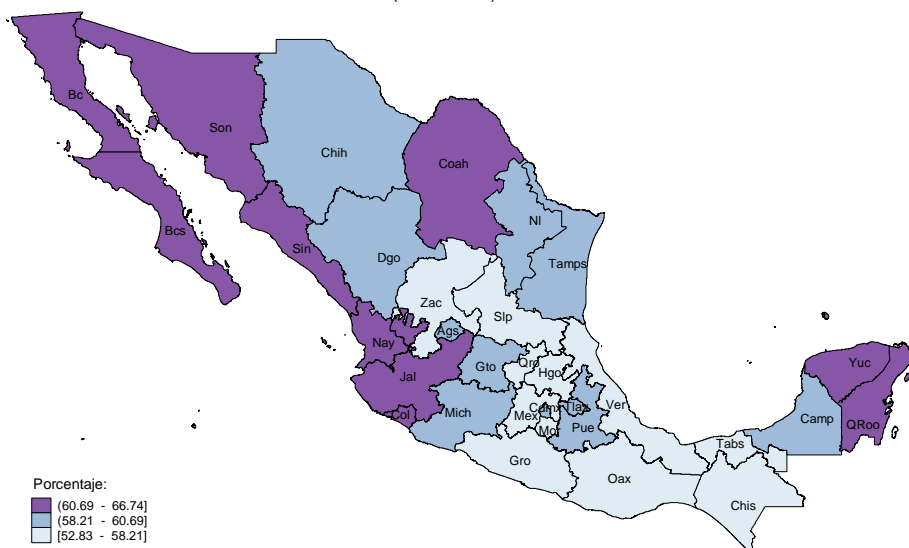 Bc
Son
Chih
Coah
Bcs
Sin
Dgo
Nl
Tamps
Zac
Slp
Nay
Ags
Jal
Gto
Qro
Hgo
Col
Mich
Mex
Cdmx
Tlax
Mor
Pue
Ver
Gro
Oax
Tabs
Chis
Camp
Yuc
QRoo
Porcentaje:
(60.69 - 66.74]
(58.21 - 60.69]
[52.83 - 58.21]